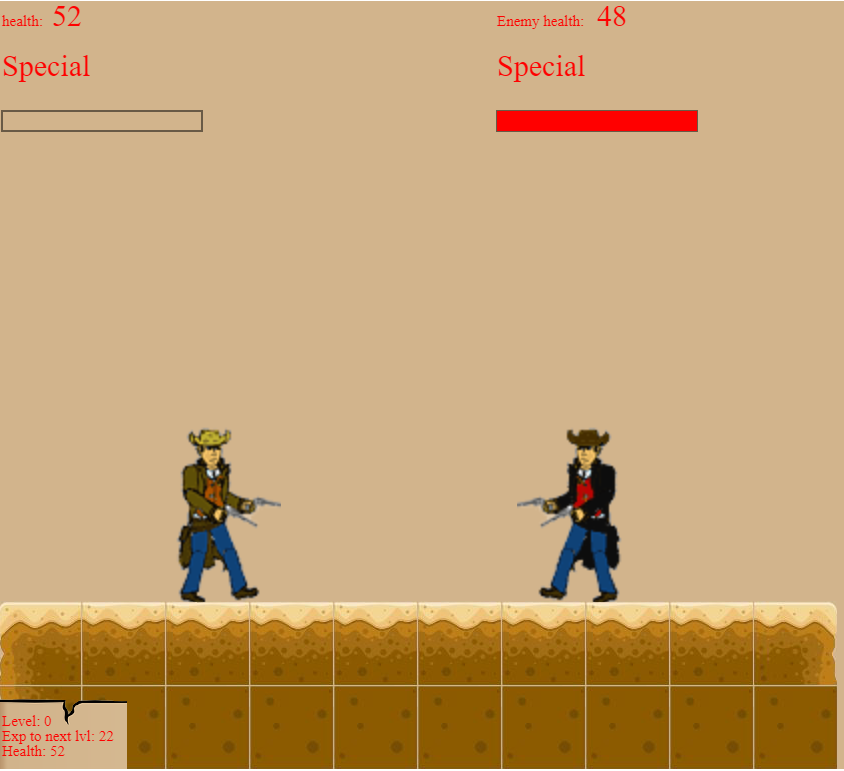 health: 52
Enemy health: 48
Special
Special
Level: 0
Exp to next lvl: 22
Health: 52